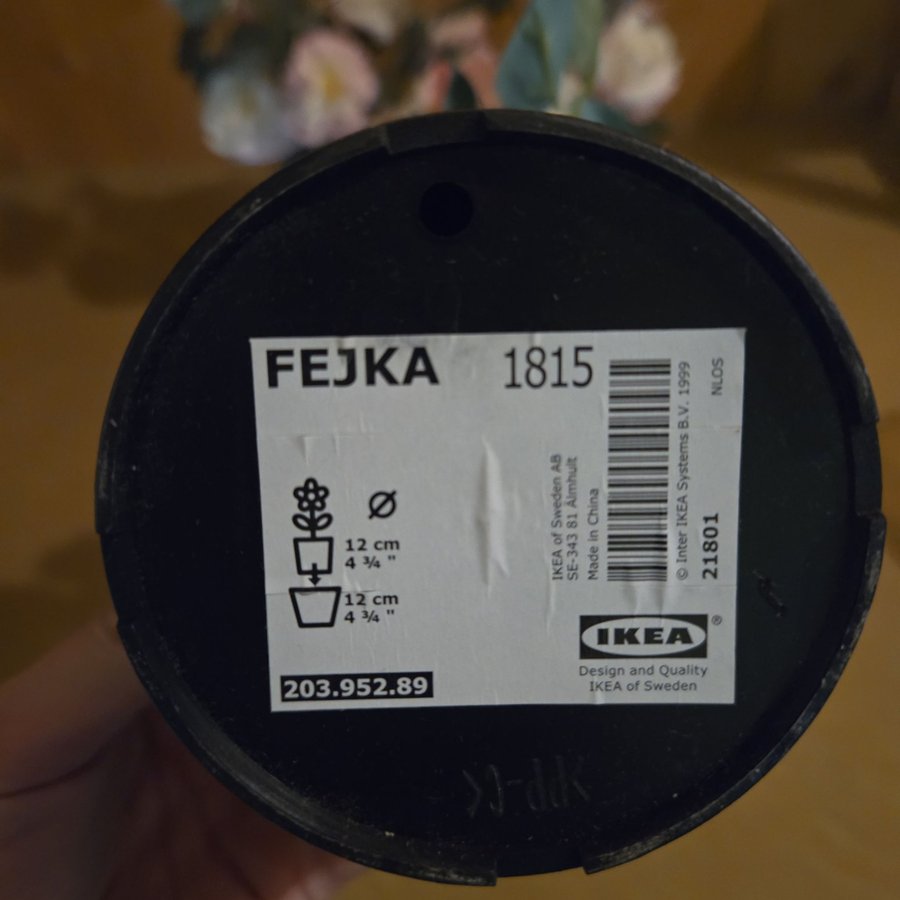 FEJKA 1815
Ø
12 cm
4 ¾ "
12 cm
4 ¾ "
203.952.89
IKEA of Sweden AB
SE-343 81 Älmhult
Made in China
© Inter IKEA Systems B.V. 1999
21801
NLOS
IKEA®
Design and Quality
IKEA of Sweden